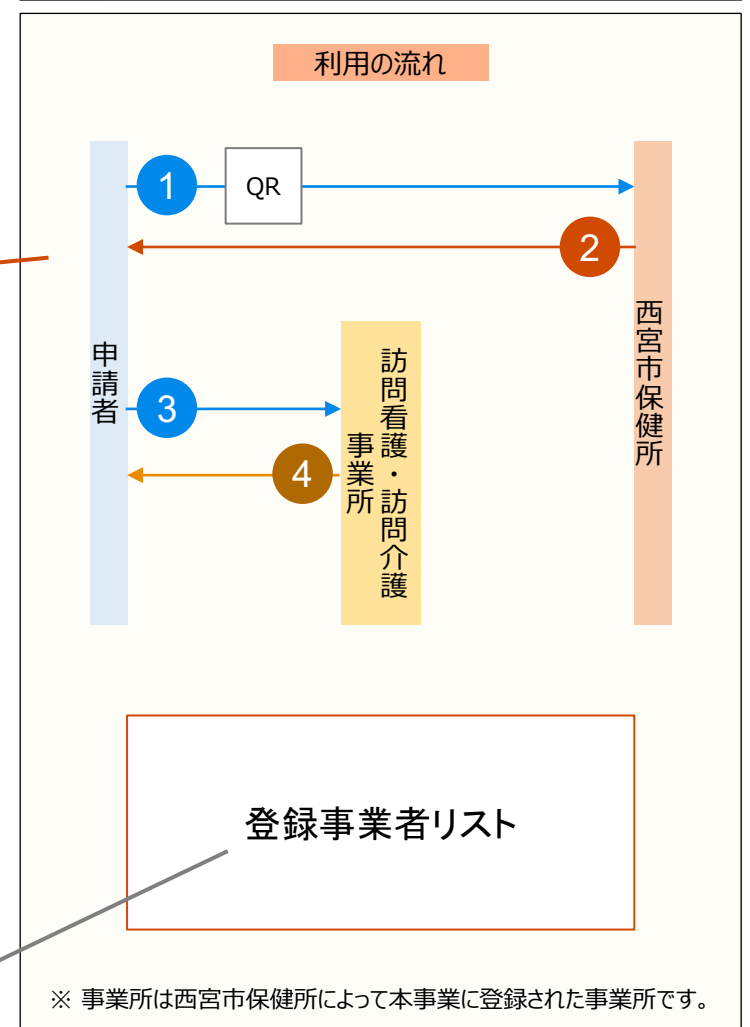 利用の流れ
1
QR
2
申請者
3
4
訪問看護・訪問介護
事業所
西宮市保健所
登録事業者リスト
※ 事業所は西宮市保健所によって本事業に登録された事業所です。